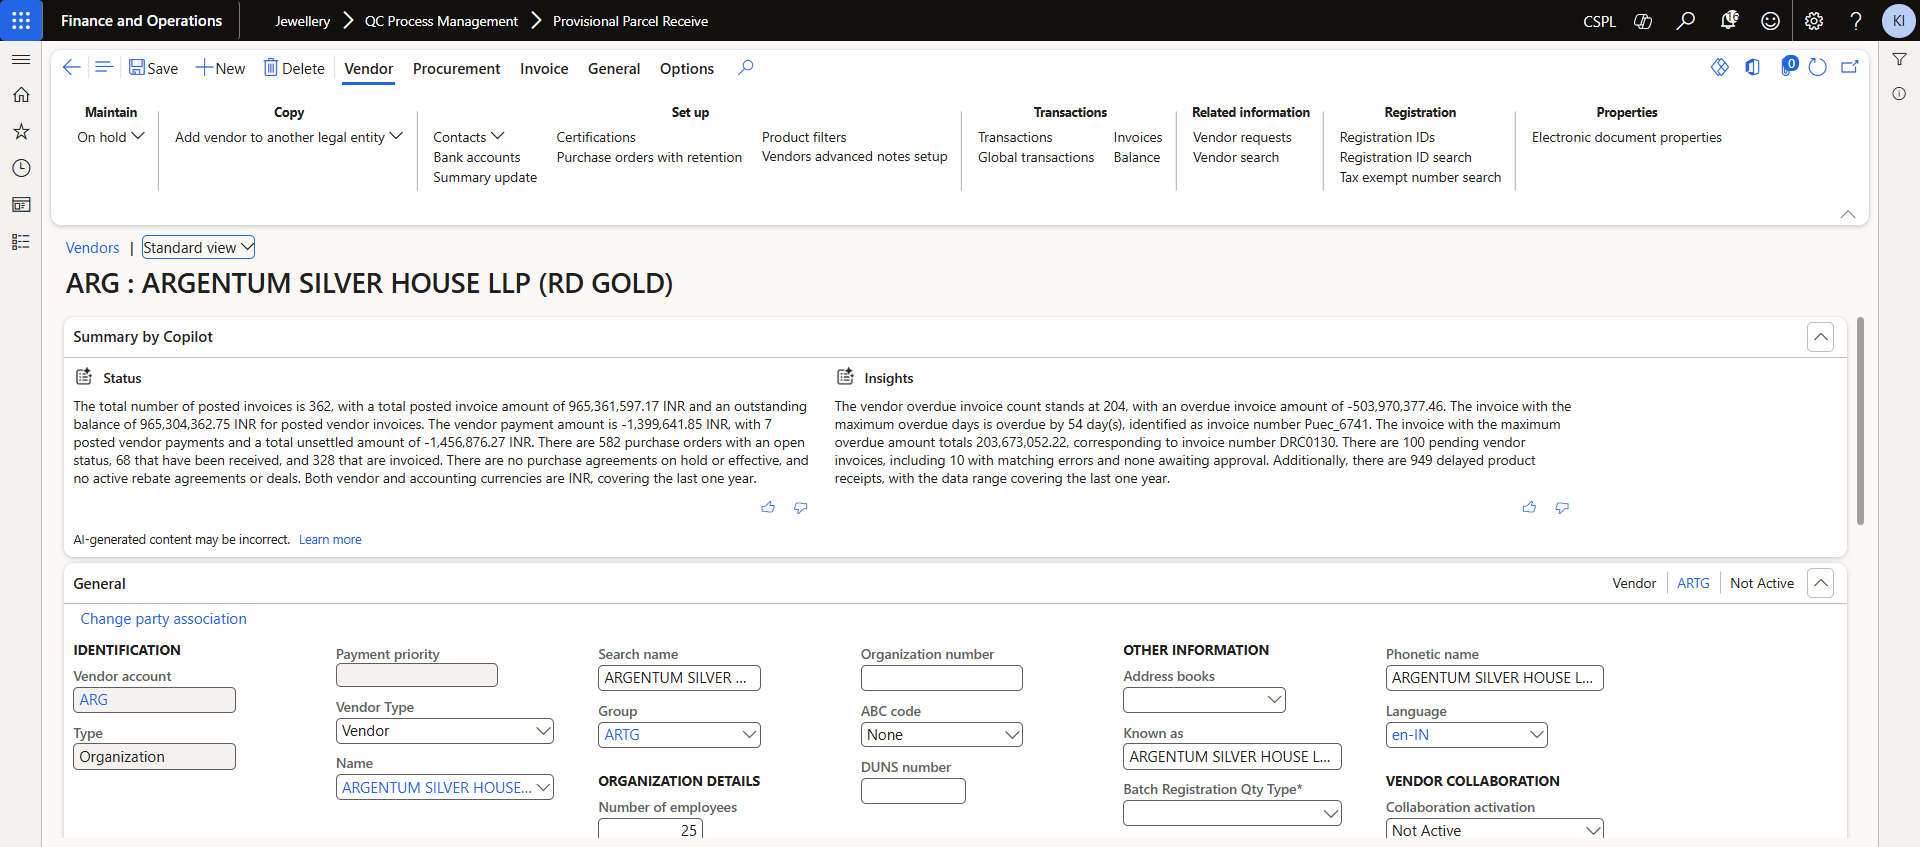 Finance and Operations
Jewellery
QC Process Management
Provisional Parcel Receive
CSPL
KI
Save
New
Delete
Vendor
Procurement
Invoice
General
Options
0
Maintain
On hold
Copy
Add vendor to another legal entity
Set up
Contacts
Bank accounts
Summary update
Certifications
Purchase orders with retention
Product filters
Vendors advanced notes setup
Transactions
Transactions
Global transactions
Invoices
Balance
Related information
Vendor requests
Vendor search
Registration
Registration IDs
Registration ID search
Tax exempt number search
Properties
Electronic document properties
Vendors | Standard view
ARG : ARGENTUM SILVER HOUSE LLP (RD GOLD)
Summary by Copilot
Status
The total number of posted invoices is 362, with a total posted invoice amount of 965,361,597.17 INR and an outstanding
balance of 965,304,362.75 INR for posted vendor invoices. The vendor payment amount is -1,399,641.85 INR, with 7
posted vendor payments and a total unsettled amount of -1,456,876.27 INR. There are 582 purchase orders with an open
status, 68 that have been received, and 328 that are invoiced. There are no purchase agreements on hold or effective, and
no active rebate agreements or deals. Both vendor and accounting currencies are INR, covering the last one year.
Insights
The vendor overdue invoice count stands at 204, with an overdue invoice amount of -503,970,377.46. The invoice with the
maximum overdue days is overdue by 54 day(s), identified as invoice number Puec_6741. The invoice with the maximum
overdue amount totals 203,673,052.22, corresponding to invoice number DRC0130. There are 100 pending vendor
invoices, including 10 with matching errors and none awaiting approval. Additionally, there are 949 delayed product
receipts, with the data range covering the last one year.
AI-generated content may be incorrect. Learn more
General
Vendor
ARTG
Not Active
Change party association
IDENTIFICATION
Vendor account
ARG
Type
Organization
Payment priority
Vendor Type
Vendor
Name
ARGENTUM SILVER HOUSE...
Search name
ARGENTUM SILVER ...
Group
ARTG
ORGANIZATION DETAILS
Number of employees
25
Organization number
ABC code
None
DUNS number
OTHER INFORMATION
Address books
Known as
ARGENTUM SILVER HOUSE L...
Batch Registration Qty Type*
Phonetic name
ARGENTUM SILVER HOUSE L...
Language
en-IN
VENDOR COLLABORATION
Collaboration activation
Not Active